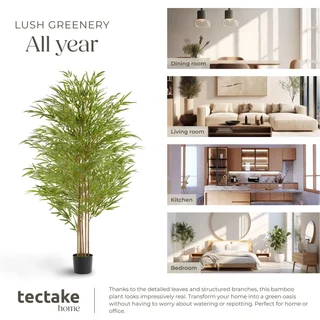 LUSH GREENERY
All year
Dining room
Living room
Kitchen
Bedroom
tectake
home
Thanks to the detailed leaves and structured branches, this bamboo
plant looks impressively real. Transform your home into a green oasis
without having to worry about watering or repotting. Perfect for home or
office.